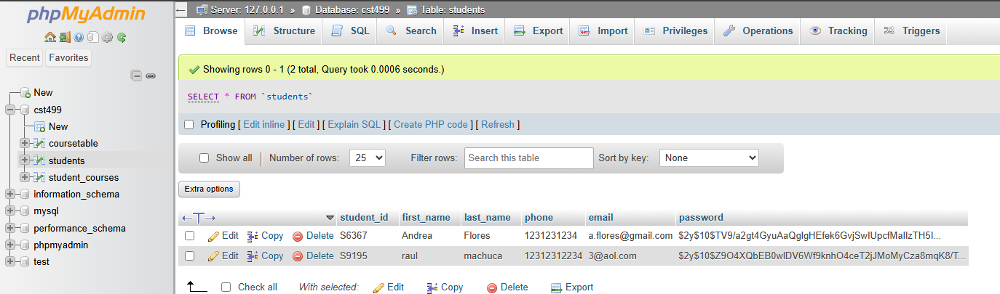 phpMyAdmin
Recent Favorites
New
cst499
New
coursetable
students
student_courses
information_schema
mysql
performance_schema
phpmyadmin
test
Server: 127.0.0.1 » Database: cst499 » Table: students
Browse Structure SQL Search Insert Export Import Privileges Operations Tracking Triggers
Showing rows 0 - 1 (2 total, Query took 0.0006 seconds.)
SELECT * FROM `students`
Profiling [ Edit inline ] [ Edit ] [ Explain SQL ] [ Create PHP code ] [ Refresh ]
Show all | Number of rows: 25 Filter rows: Search this table Sort by key: None
Extra options
←T→ student_id first_name last_name phone email password
Edit Copy Delete S6367 Andrea Flores 1231231234 a.flores@gmail.com $2y$10$TV9/a2gt4GyuAaQglgHEfek6GvjSwlUpcfMallzTH5I...
Edit Copy Delete S9195 raul machuca 12312312234 3@aol.com $2y$10$Z9O4XQbEB0wlDV6Wf9knhO4ceT2jJMoMyCza8mqK8/T...
Check all With selected: Edit Copy Delete Export